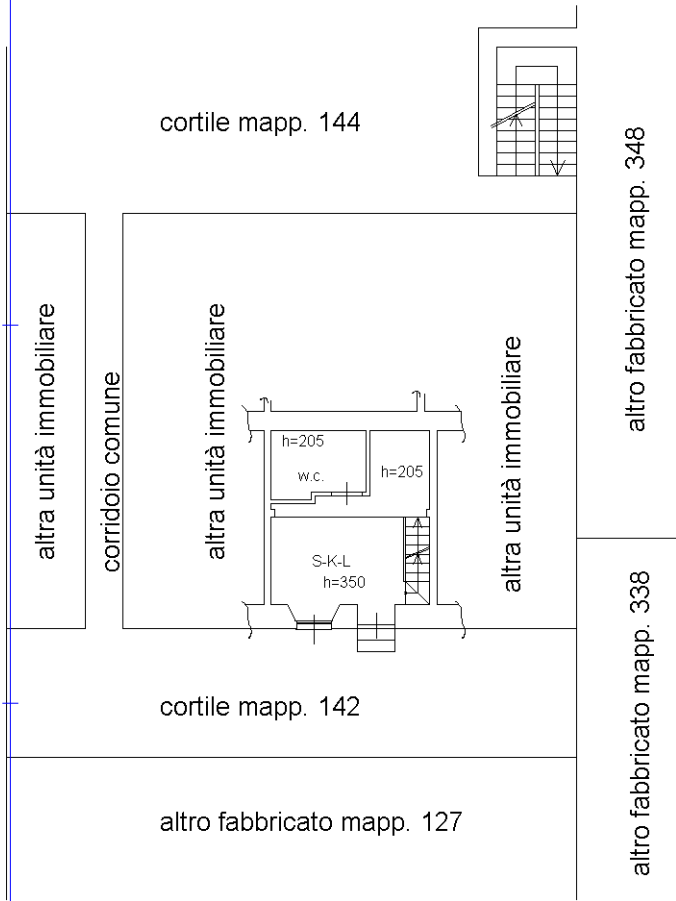 cortile mapp. 144
altro fabbricato mapp. 348
altra unità immobiliare
corridoio comune
altra unità immobiliare
altra unità immobiliare
h=205
w.c.
h=205
S-K-L
h=350
cortile mapp. 142
altro fabbricato mapp. 338
altro fabbricato mapp. 127